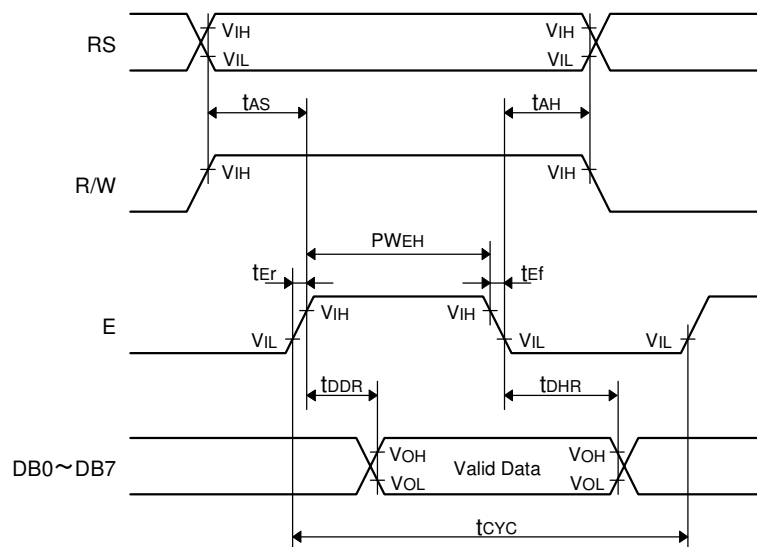 RS
VIH
VIH
VIL
VIL
tAS
tAH
R/W
VIH
VIH
PWEH
tEr
tEf
E
VIH
VIH
VIL
VIL
VIL
tDDR
tDHR
DB0～DB7
VOH
VOH
Valid Data
VOL
VOL
tCYC